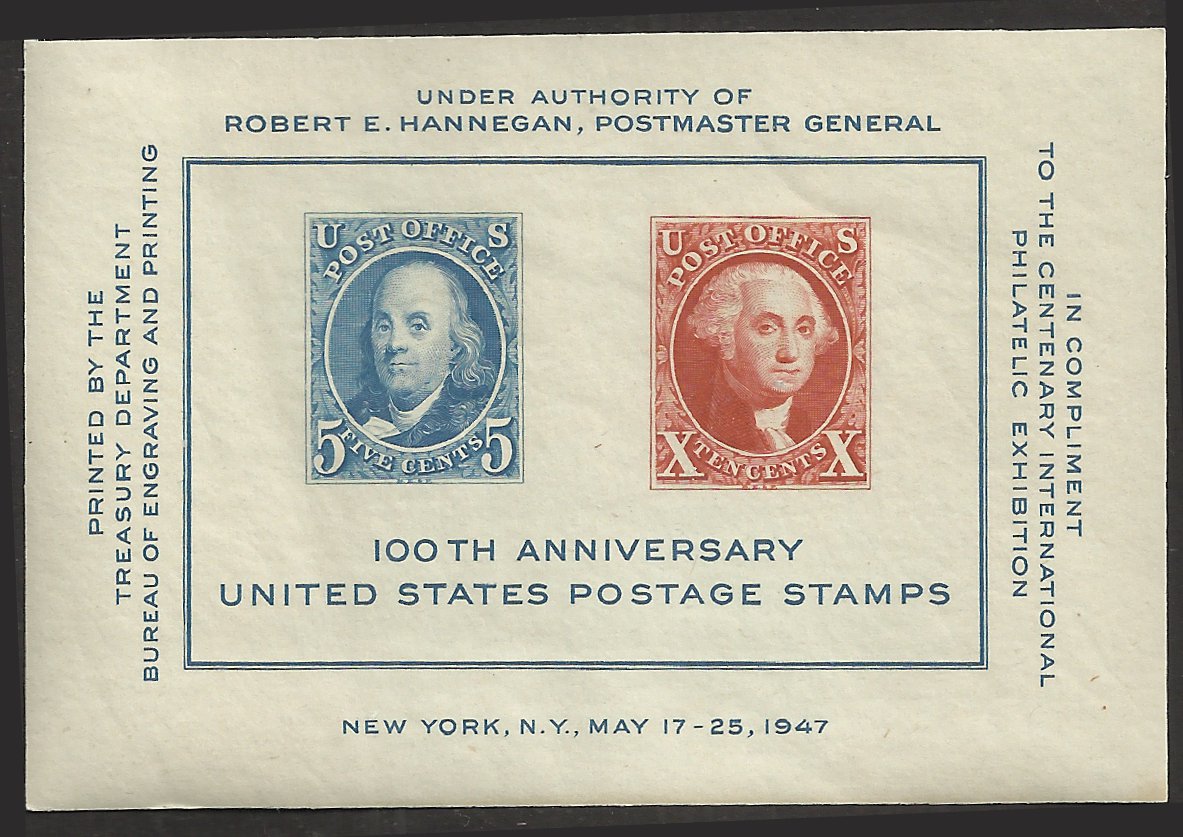 UNDER AUTHORITY OF
ROBERT E. HANNEGAN, POSTMASTER GENERAL
PRINTED BY THE
TREASURY DEPARTMENT
BUREAU OF ENGRAVING AND PRINTING
U S
POST OFFICE
5 5
FIVE CENTS
U S
POST OFFICE
X X
TEN CENTS
100TH ANNIVERSARY
UNITED STATES POSTAGE STAMPS
IN COMPLIMENT
TO THE CENTENARY INTERNATIONAL
PHILATELIC EXHIBITION
NEW YORK, N.Y., MAY 17-25, 1947